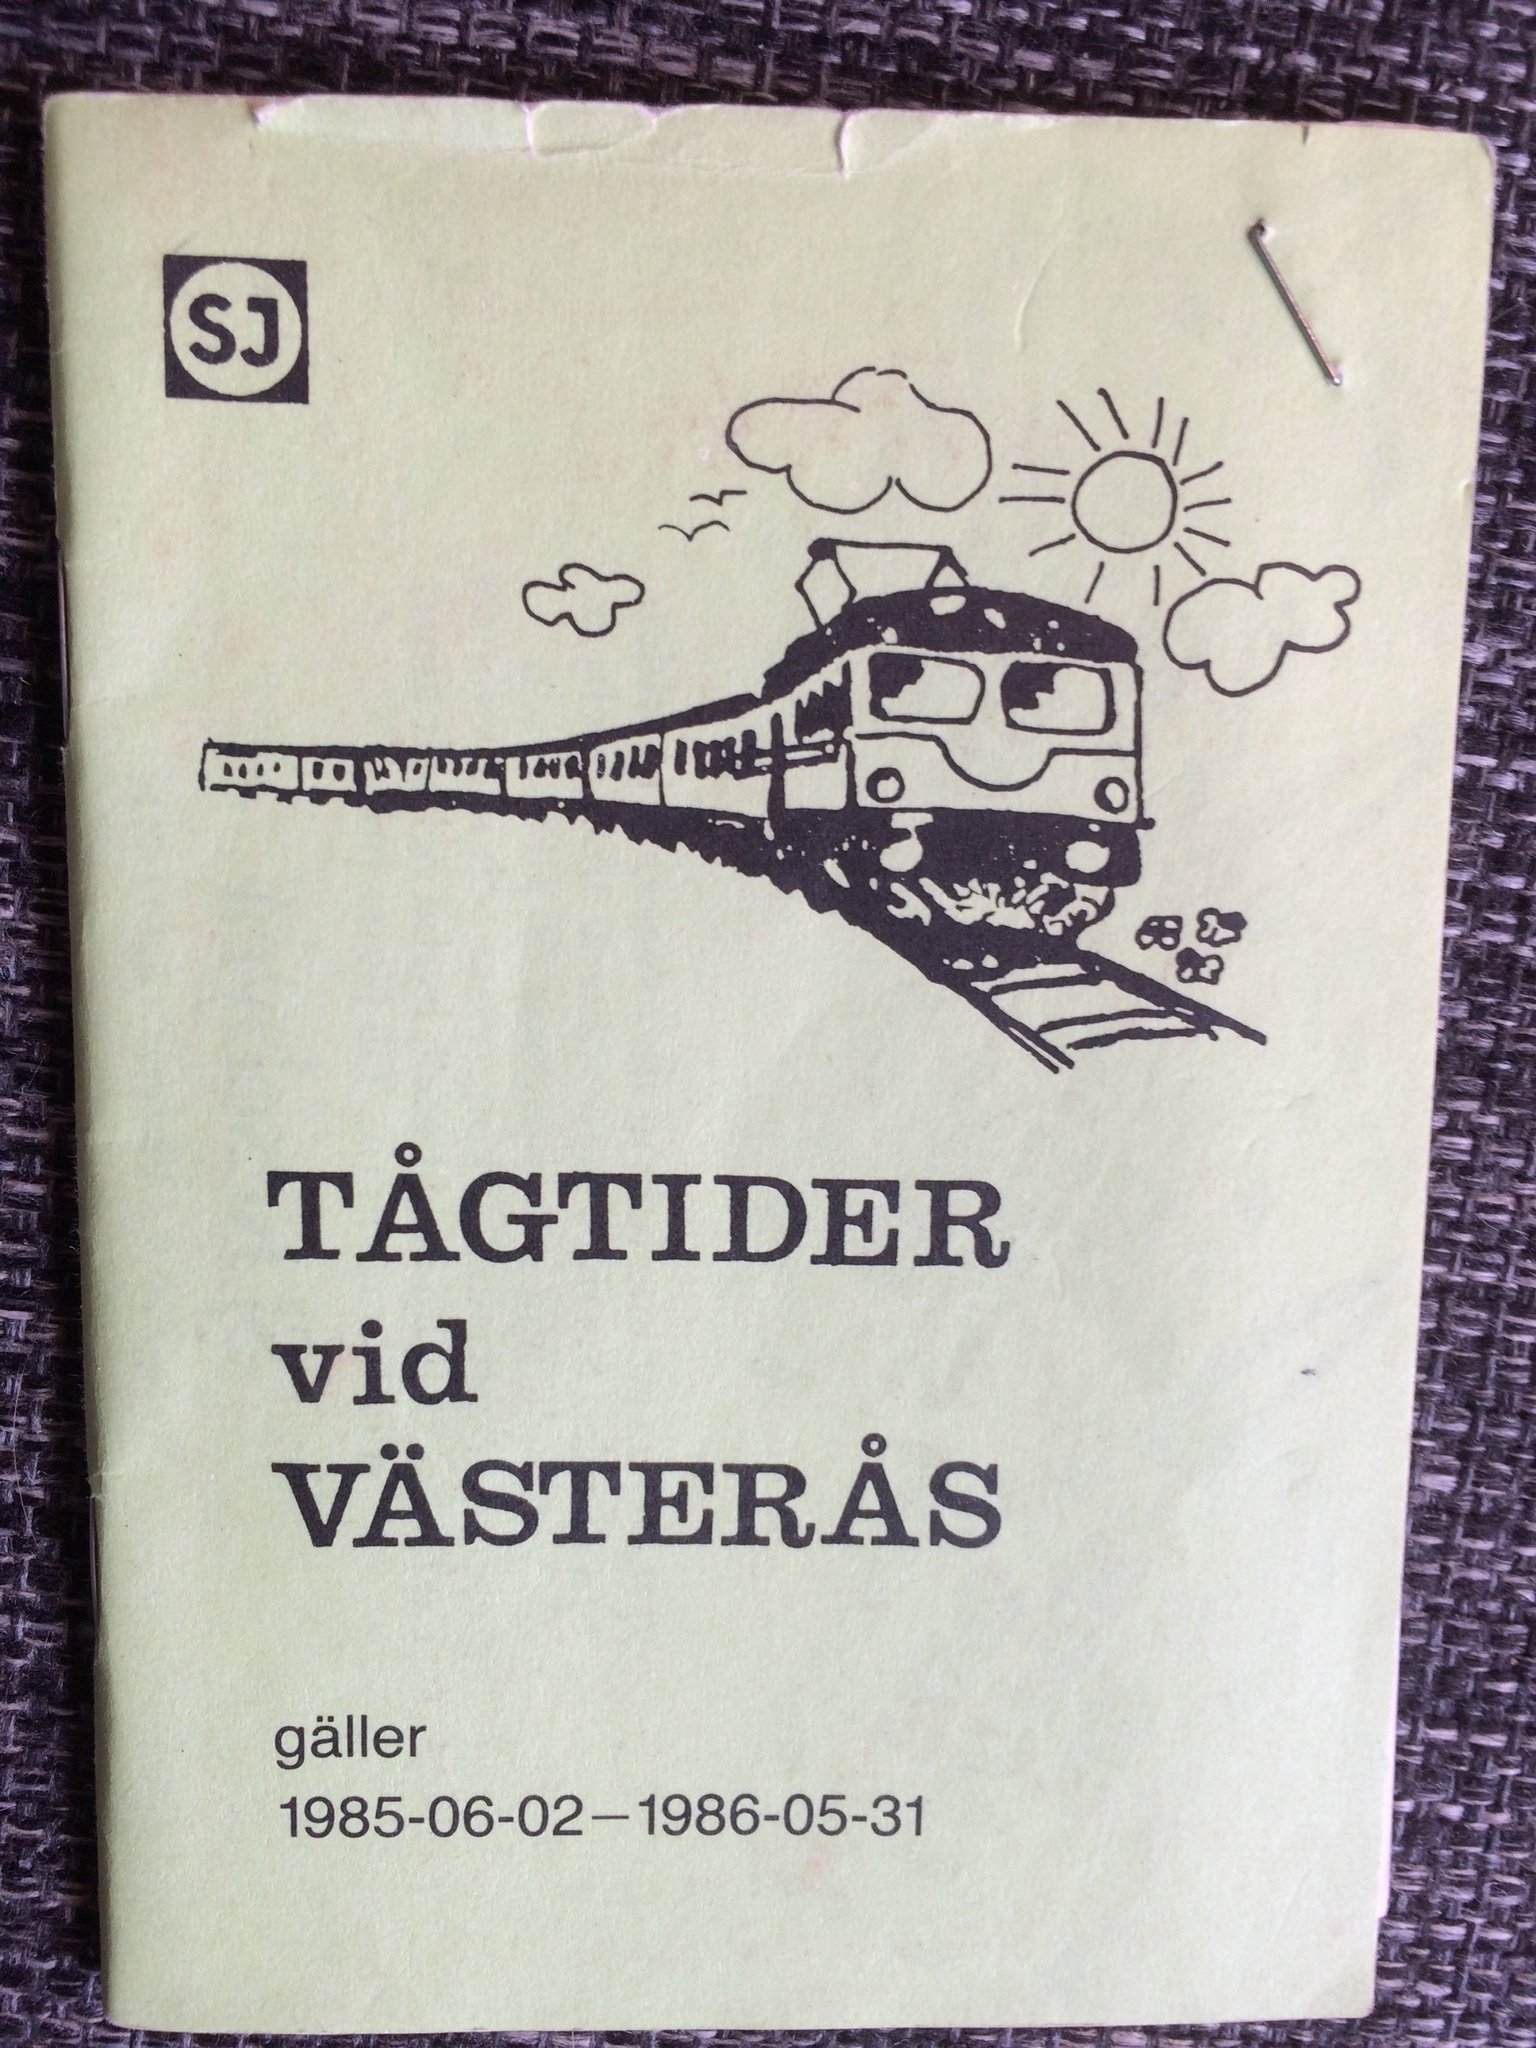 SJ
TÅGTIDER
vid
VÄSTERÅS
gäller
1985-06-02—1986-05-31